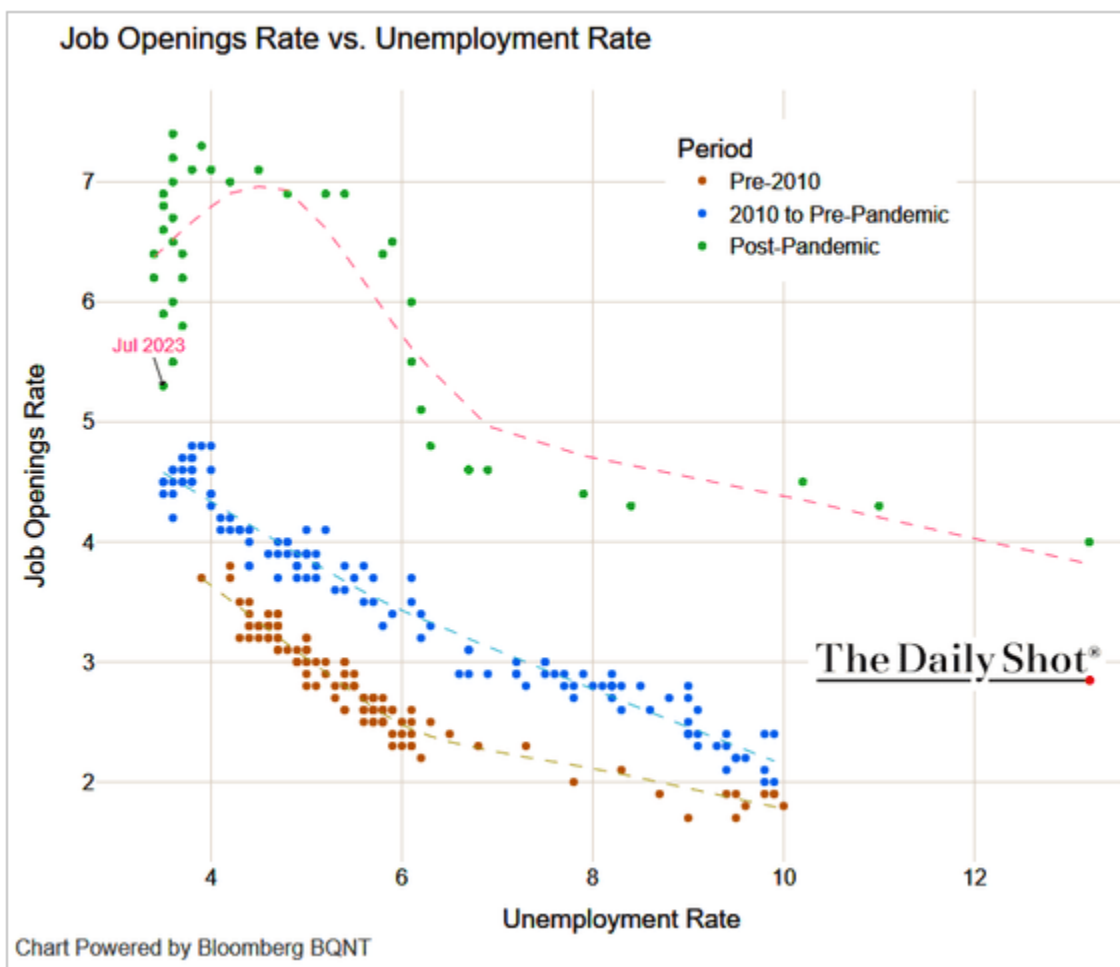 Job Openings Rate vs. Unemployment Rate
Period
Pre-2010
2010 to Pre-Pandemic
Post-Pandemic
7
6
Jul 2023
5
4
3
2
Job Openings Rate
The Daily Shot®
4 6 8 10 12
Unemployment Rate
Chart Powered by Bloomberg BQNT